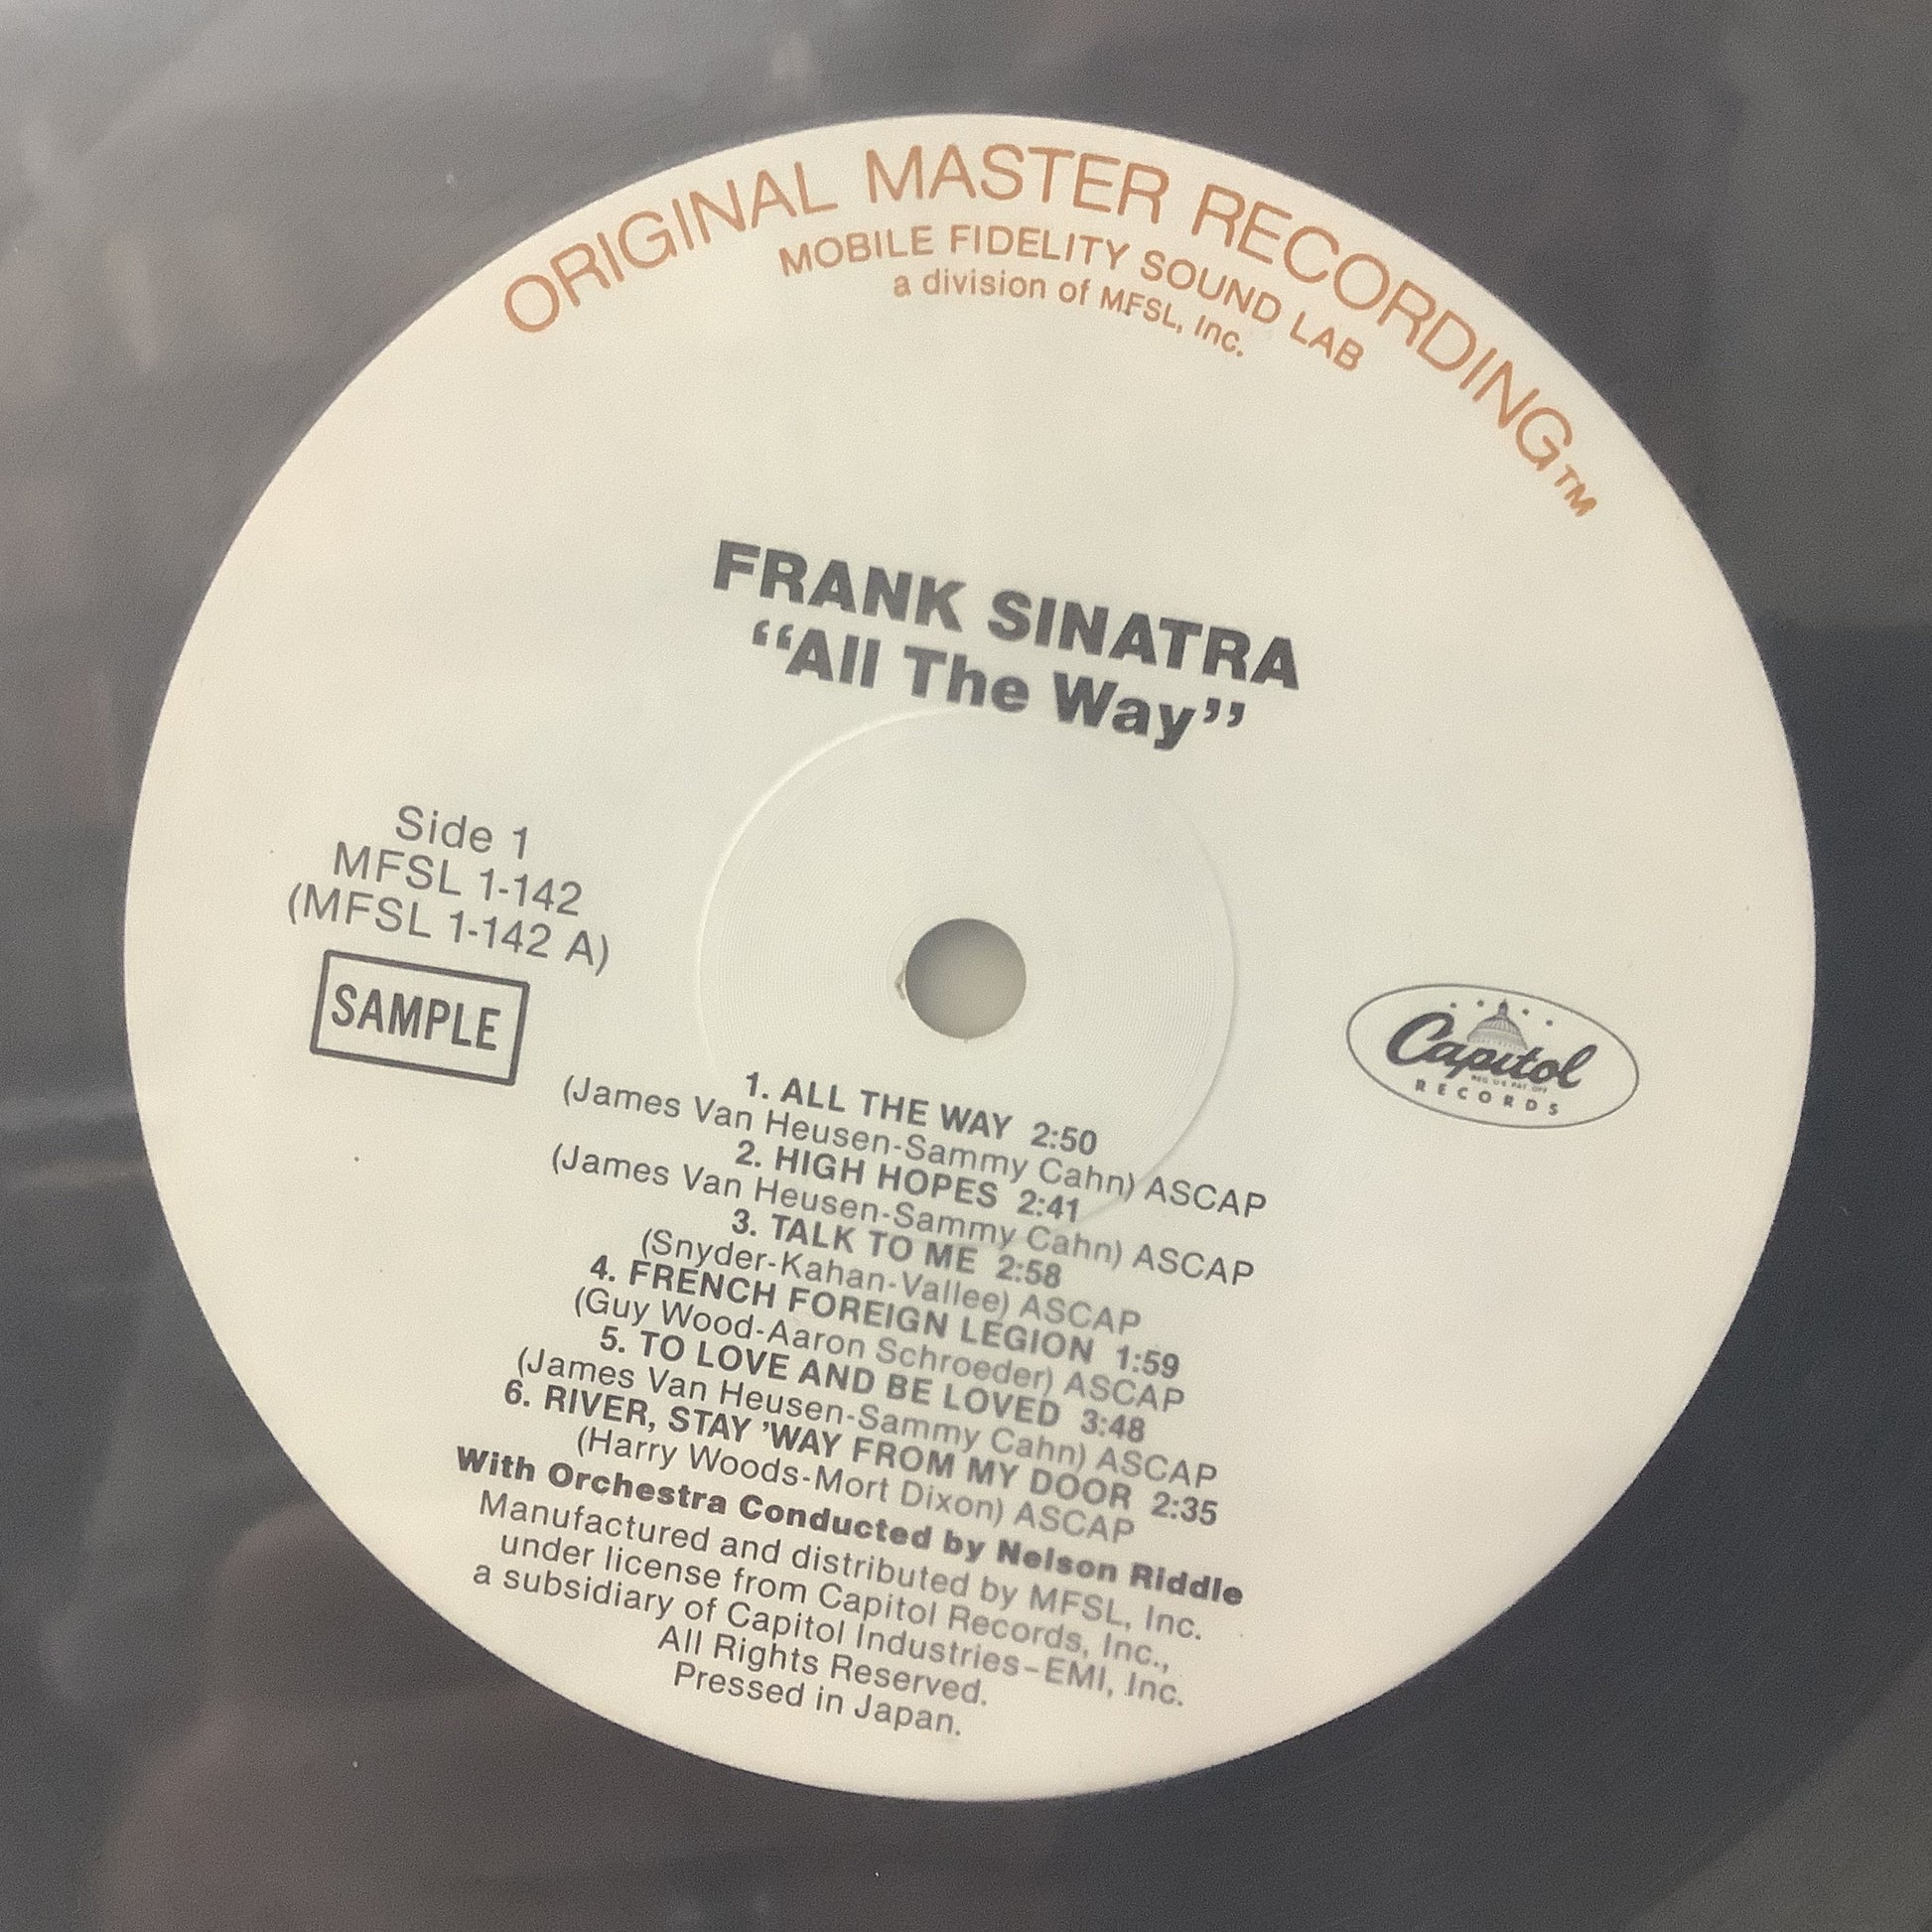 ORIGINAL MASTER RECORDING™
MOBILE FIDELITY SOUND LAB
a division of MFSL, Inc.
FRANK SINATRA
“All The Way”
Side 1
MFSL 1-142
(MFSL 1-142 A)
SAMPLE
Capitol
REG. U.S. PAT. OFF.
RECORDS
1. ALL THE WAY 2:50
(James Van Heusen-Sammy Cahn) ASCAP
2. HIGH HOPES 2:41
(James Van Heusen-Sammy Cahn) ASCAP
3. TALK TO ME 2:58
(Snyder-Kahan-Vallee) ASCAP
4. FRENCH FOREIGN LEGION 1:59
(Guy Wood-Aaron Schroeder) ASCAP
5. TO LOVE AND BE LOVED 3:48
(James Van Heusen-Sammy Cahn) ASCAP
6. RIVER, STAY ’WAY FROM MY DOOR 2:35
(Harry Woods-Mort Dixon) ASCAP
With Orchestra Conducted by Nelson Riddle
Manufactured and distributed by MFSL, Inc.
under license from Capitol Records, Inc.,
a subsidiary of Capitol Industries–EMI, Inc.
All Rights Reserved.
Pressed in Japan.